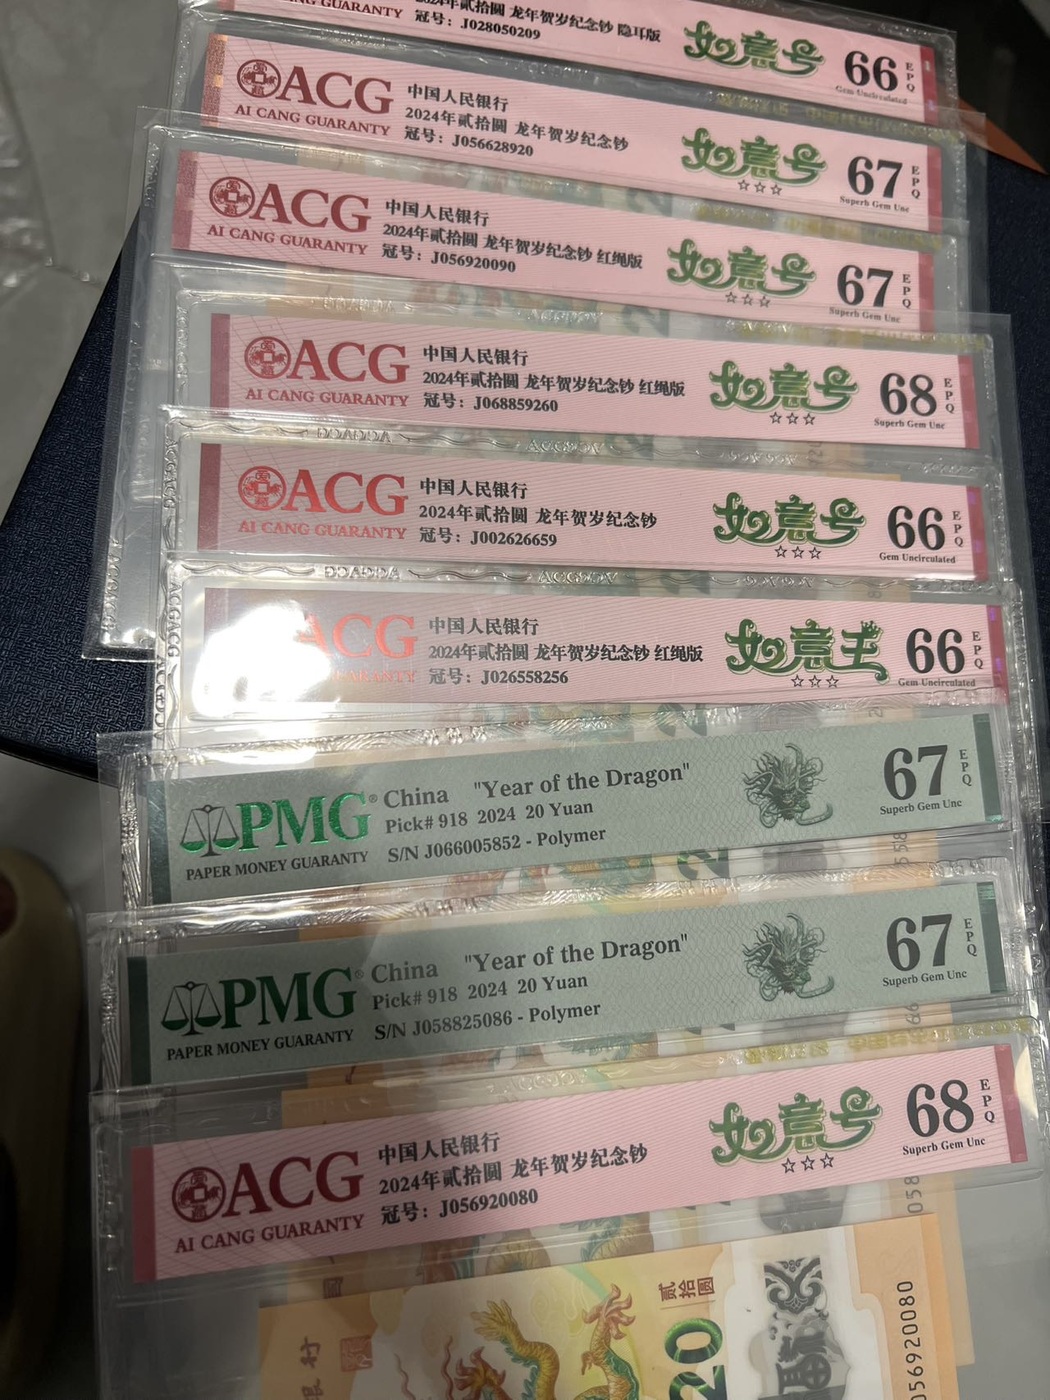 2024年贰拾圆 龙年贺岁纪念钞 隐耳版
冠号：J028050209
如意号
66
EPQ
Gem Uncirculated
ACG
AI CANG GUARANTY
中国人民银行
2024年贰拾圆 龙年贺岁纪念钞
冠号：J056628920
如意号
☆☆☆
67
EPQ
Superb Gem Unc
ACG
AI CANG GUARANTY
中国人民银行
2024年贰拾圆 龙年贺岁纪念钞 红绳版
冠号：J056920090
如意号
☆☆☆
67
EPQ
Superb Gem Unc
ACG
AI CANG GUARANTY
中国人民银行
2024年贰拾圆 龙年贺岁纪念钞 红绳版
冠号：J068859260
如意号
☆☆☆
68
EPQ
Superb Gem Unc
ACG
AI CANG GUARANTY
中国人民银行
2024年贰拾圆 龙年贺岁纪念钞
冠号：J002626659
如意号
☆☆☆
66
EPQ
Gem Uncirculated
ACG
GUARANTY
中国人民银行
2024年贰拾圆 龙年贺岁纪念钞 红绳版
冠号：J026558256
如意王
☆☆☆
66
EPQ
Gem Uncirculated
PMG®
PAPER MONEY GUARANTY
China "Year of the Dragon"
Pick# 918 2024 20 Yuan
S/N J066005852 - Polymer
67
EPQ
Superb Gem Unc
PMG®
PAPER MONEY GUARANTY
China "Year of the Dragon"
Pick# 918 2024 20 Yuan
S/N J058825086 - Polymer
67
EPQ
Superb Gem Unc
ACG
AI CANG GUARANTY
中国人民银行
2024年贰拾圆 龙年贺岁纪念钞
冠号：J056920080
如意号
☆☆☆
68
EPQ
Superb Gem Unc
贰拾圆
20
056920080